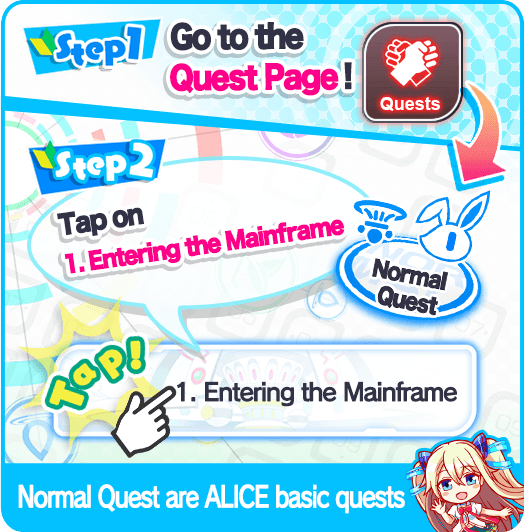 Step1
Go to the
Quest Page!
Quests
Step2
Tap on
1. Entering the Mainframe
Normal
Quest
Tap!
1. Entering the Mainframe
Normal Quest are ALICE basic quests